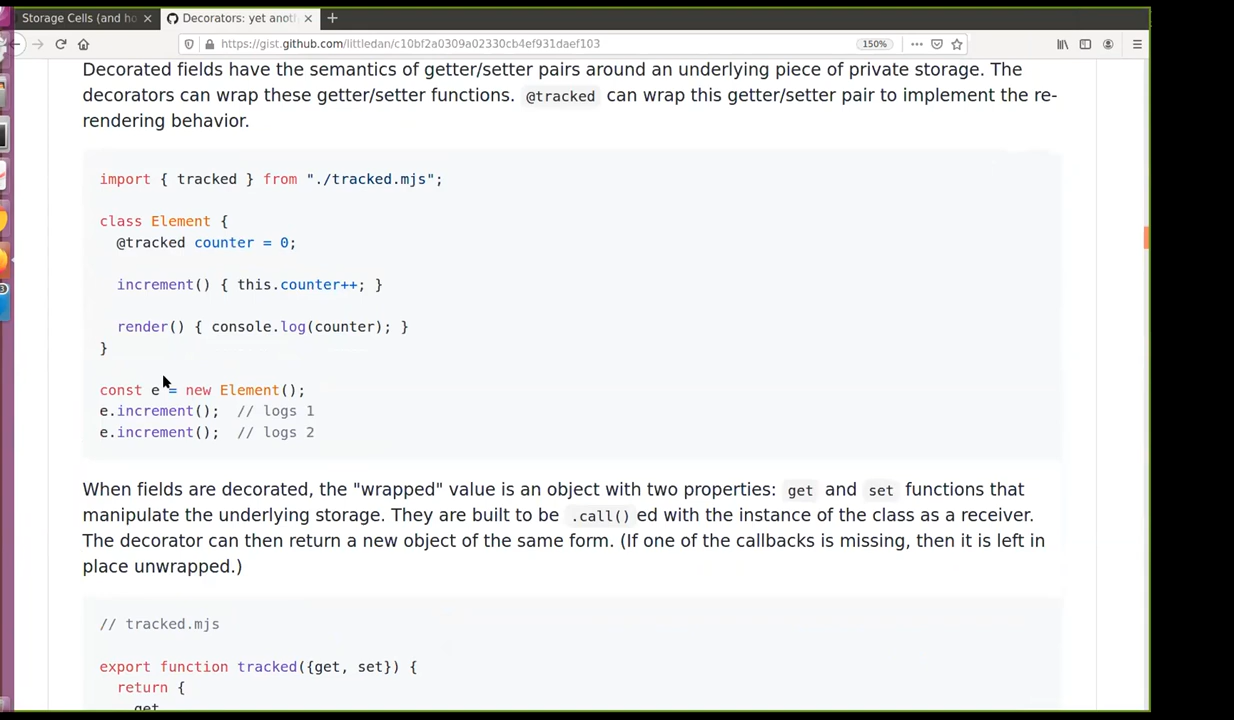 Storage Cells (and ho
Decorators: yet anot
https://gist.github.com/littledan/c10bf2a0309a02330cb4ef931daef103
150%
Decorated fields have the semantics of getter/setter pairs around an underlying piece of private storage. The
decorators can wrap these getter/setter functions. @tracked can wrap this getter/setter pair to implement the re-
rendering behavior.
import { tracked } from "./tracked.mjs";
class Element {
@tracked counter = 0;
increment() { this.counter++; }
render() { console.log(counter); }
}
const e = new Element();
e.increment(); // logs 1
e.increment(); // logs 2
When fields are decorated, the "wrapped" value is an object with two properties: get and set functions that
manipulate the underlying storage. They are built to be .call() ed with the instance of the class as a receiver.
The decorator can then return a new object of the same form. (If one of the callbacks is missing, then it is left in
place unwrapped.)
// tracked.mjs
export function tracked({get, set}) {
return {
get